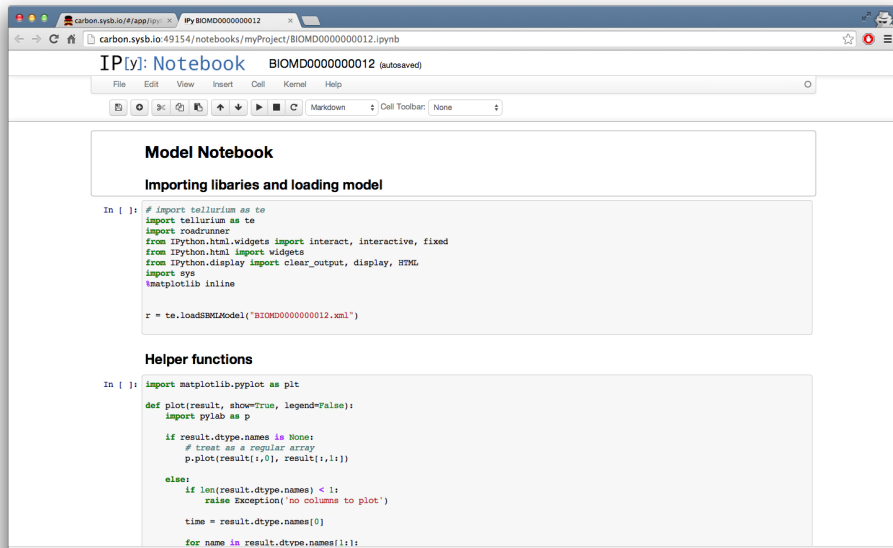 carbon.sysb.io/#/app/ipyt
IPy BIOMD0000000012
carbon.sysb.io:49154/notebooks/myProject/BIOMD0000000012.ipynb
IP[y]: Notebook BIOMD0000000012 (autosaved)
File Edit View Insert Cell Kernel Help
Markdown Cell Toolbar: None
Model Notebook
Importing libaries and loading model
In [ ]: # import tellurium as te
import tellurium as te
import roadrunner
from IPython.html.widgets import interact, interactive, fixed
from IPython.html import widgets
from IPython.display import clear_output, display, HTML
import sys
%matplotlib inline
r = te.loadSBMLModel("BIOMD0000000012.xml")
Helper functions
In [ ]: import matplotlib.pyplot as plt
def plot(result, show=True, legend=False):
import pylab as p
if result.dtype.names is None:
# treat as a regular array
p.plot(result[:,0], result[:,1:])
else:
if len(result.dtype.names) < 1:
raise Exception('no columns to plot')
time = result.dtype.names[0]
for name in result.dtype.names[1:]: